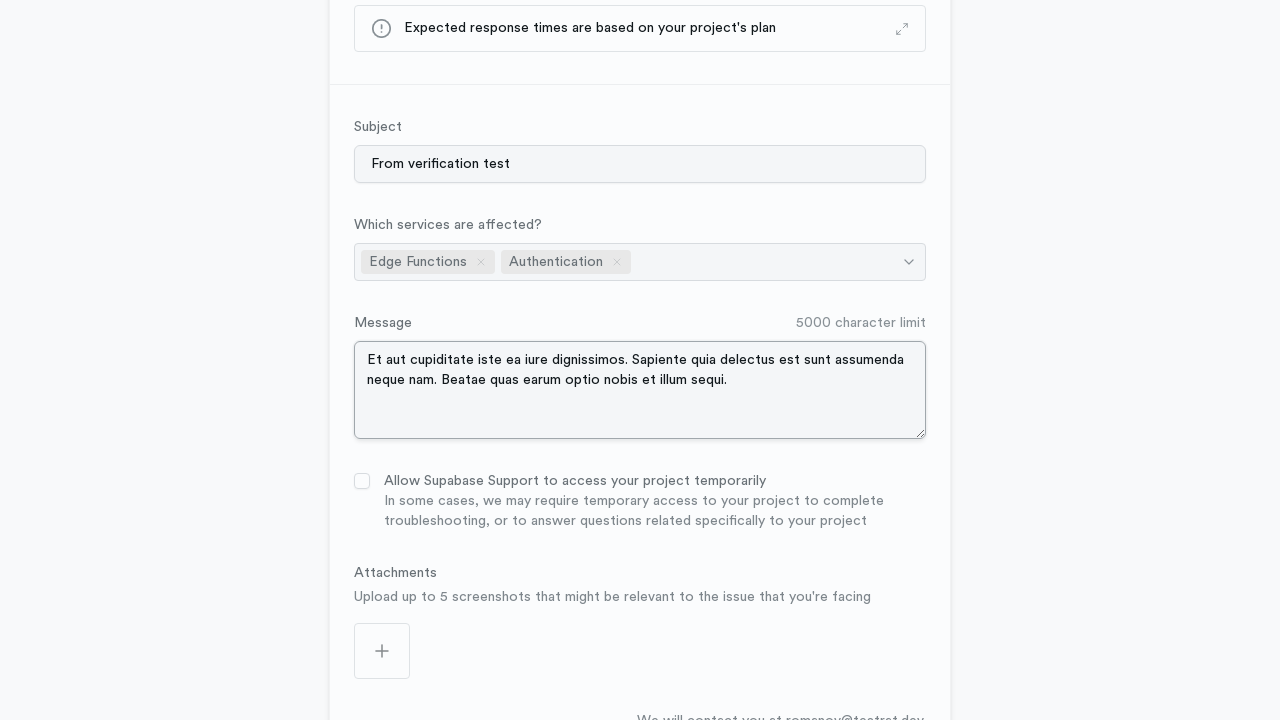 Expected response times are based on your project's plan
Subject
From verification test
Which services are affected?
Edge Functions Authentication
Message 5000 character limit
Et aut cupiditate iste ea iure dignissimos. Sapiente quia delectus est sunt assumenda
neque nam. Beatae quas earum optio nobis et illum sequi.
Allow Supabase Support to access your project temporarily
In some cases, we may require temporary access to your project to complete
troubleshooting, or to answer questions related specifically to your project
Attachments
Upload up to 5 screenshots that might be relevant to the issue that you're facing
We will contact you at